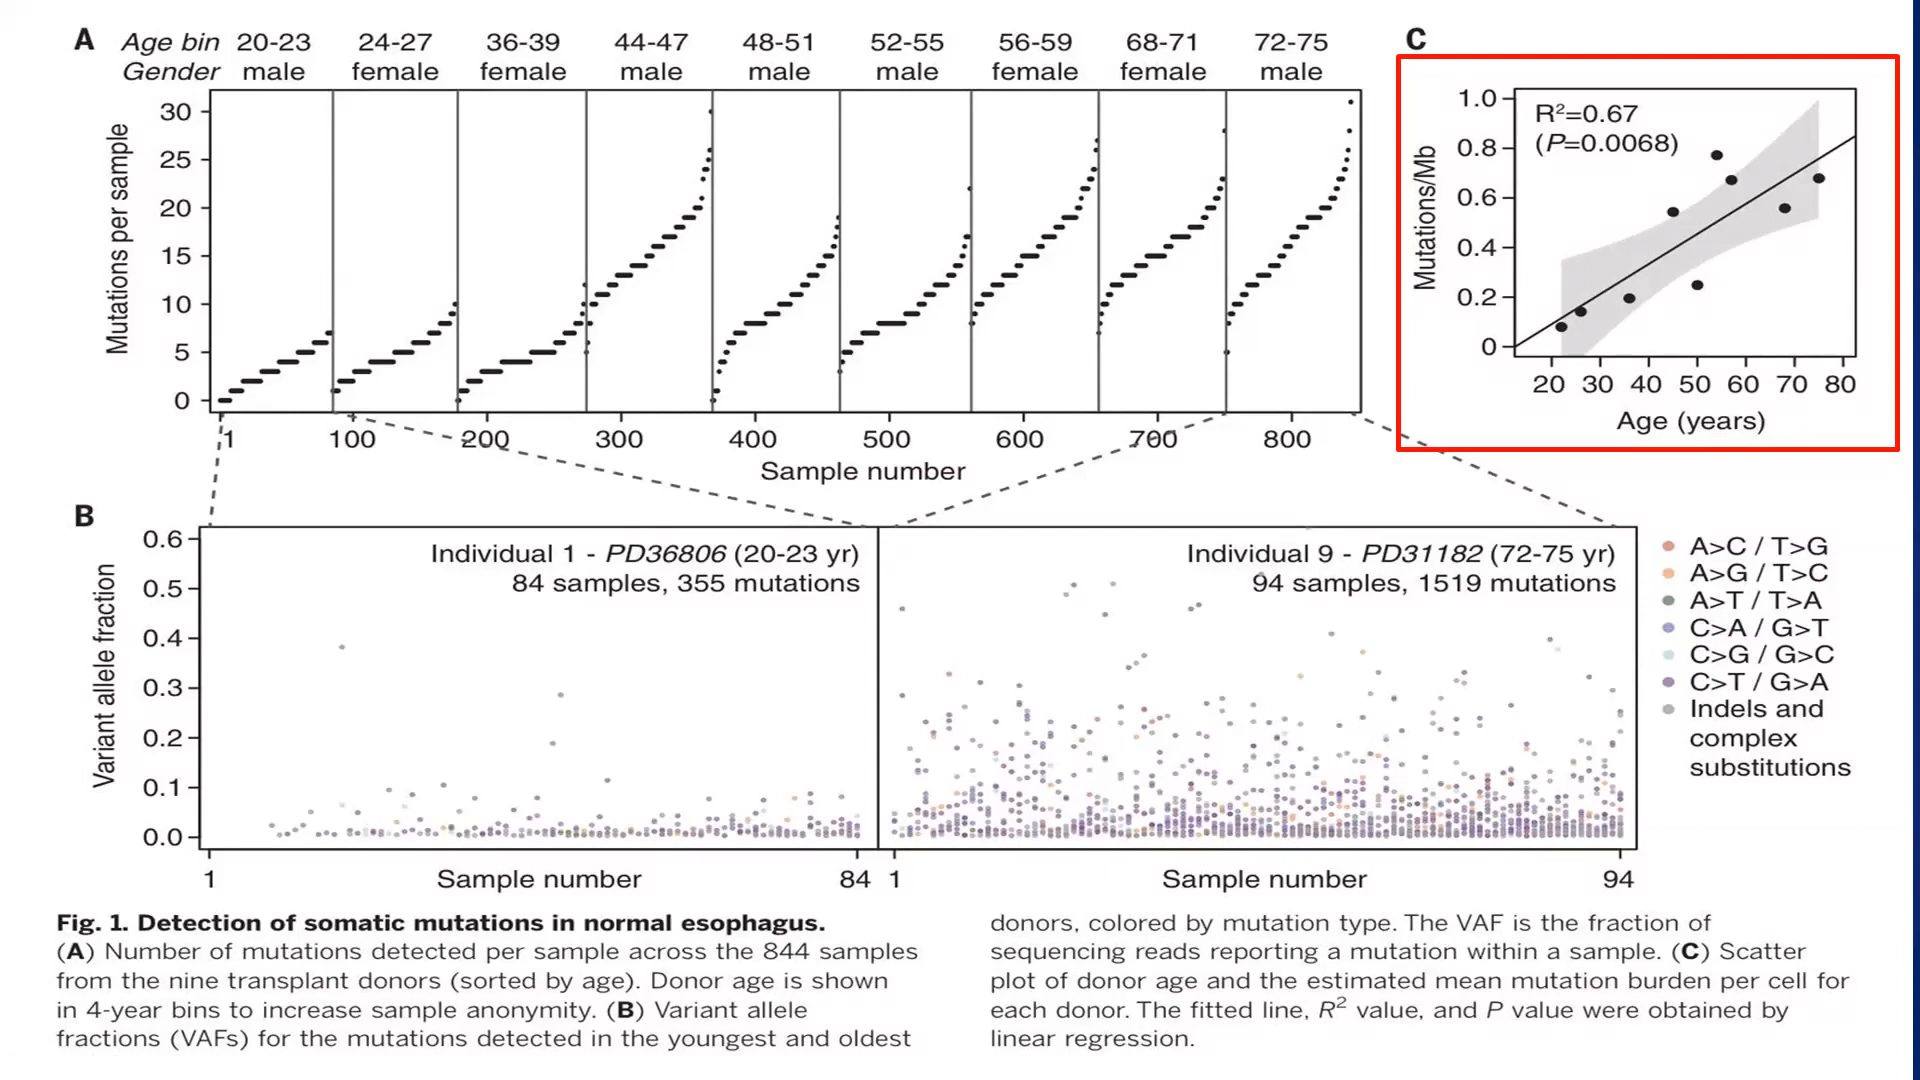 A
Age bin 20-23 24-27 36-39 44-47 48-51 52-55 56-59 68-71 72-75
Gender male female female male male male female female male
Mutations per sample
30
25
20
15
10
5
0
1 100 200 300 400 500 600 700 800
Sample number
C
R²=0.67
(P=0.0068)
Mutations/Mb
1.0
0.8
0.6
0.4
0.2
0
20 30 40 50 60 70 80
Age (years)
B
Variant allele fraction
0.6
0.5
0.4
0.3
0.2
0.1
0.0
Individual 1 - PD36806 (20-23 yr)
84 samples, 355 mutations
Individual 9 - PD31182 (72-75 yr)
94 samples, 1519 mutations
1 Sample number 84 1 Sample number 94
A>C / T>G
A>G / T>C
A>T / T>A
C>A / G>T
C>G / G>C
C>T / G>A
Indels and
complex
substitutions
Fig. 1. Detection of somatic mutations in normal esophagus.
(A) Number of mutations detected per sample across the 844 samples
from the nine transplant donors (sorted by age). Donor age is shown
in 4-year bins to increase sample anonymity. (B) Variant allele
fractions (VAFs) for the mutations detected in the youngest and oldest
donors, colored by mutation type. The VAF is the fraction of
sequencing reads reporting a mutation within a sample. (C) Scatter
plot of donor age and the estimated mean mutation burden per cell for
each donor. The fitted line, R² value, and P value were obtained by
linear regression.